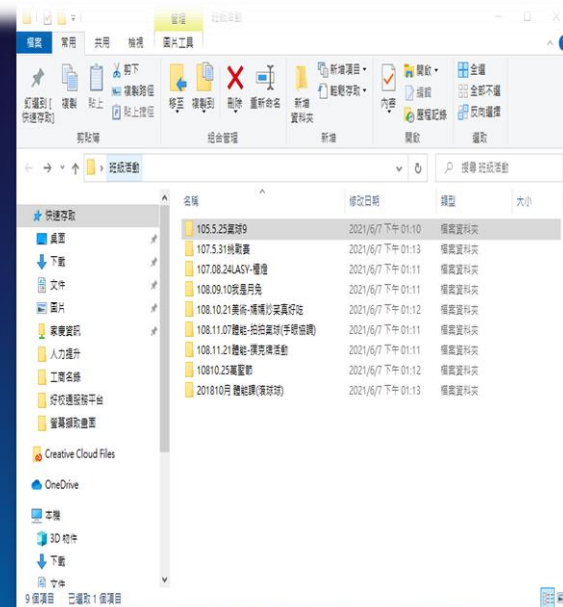 管理 班級活動
檔案 常用 共用 檢視 圖片工具
釘選到 [快速存取]
複製
貼上
剪下
複製路徑
貼上捷徑
剪貼簿
移至
複製到
刪除
重新命名
組合管理
新增
資料夾
新增項目
輕鬆存取
新增
內容
開啟
編輯
歷程記錄
開啟
全選
全部不選
反向選擇
選取
班級活動
搜尋 班級活動
快速存取
桌面
下載
文件
圖片
家慶資訊
人力提升
工商名錄
好校通服務平台
螢幕擷取畫面
Creative Cloud Files
OneDrive
本機
3D 物件
下載
文件
名稱 修改日期 類型 大小
105.5.25氣球9 2021/6/7 下午 01:10 檔案資料夾
107.5.31挑戰賽 2021/6/7 下午 01:13 檔案資料夾
107.08.24LASY-檯燈 2021/6/7 下午 01:11 檔案資料夾
108.09.10我是月兔 2021/6/7 下午 01:11 檔案資料夾
108.10.21美術-噗噗炒菜真好吃 2021/6/7 下午 01:12 檔案資料夾
108.11.07體能-拍拍氣球(手眼協調) 2021/6/7 下午 01:11 檔案資料夾
108.11.21體能-撲克牌活動 2021/6/7 下午 01:11 檔案資料夾
10810.25萬聖節 2021/6/7 下午 01:12 檔案資料夾
201810月 體能課(滾球球) 2021/6/7 下午 01:13 檔案資料夾
9 個項目 已選取 1 個項目